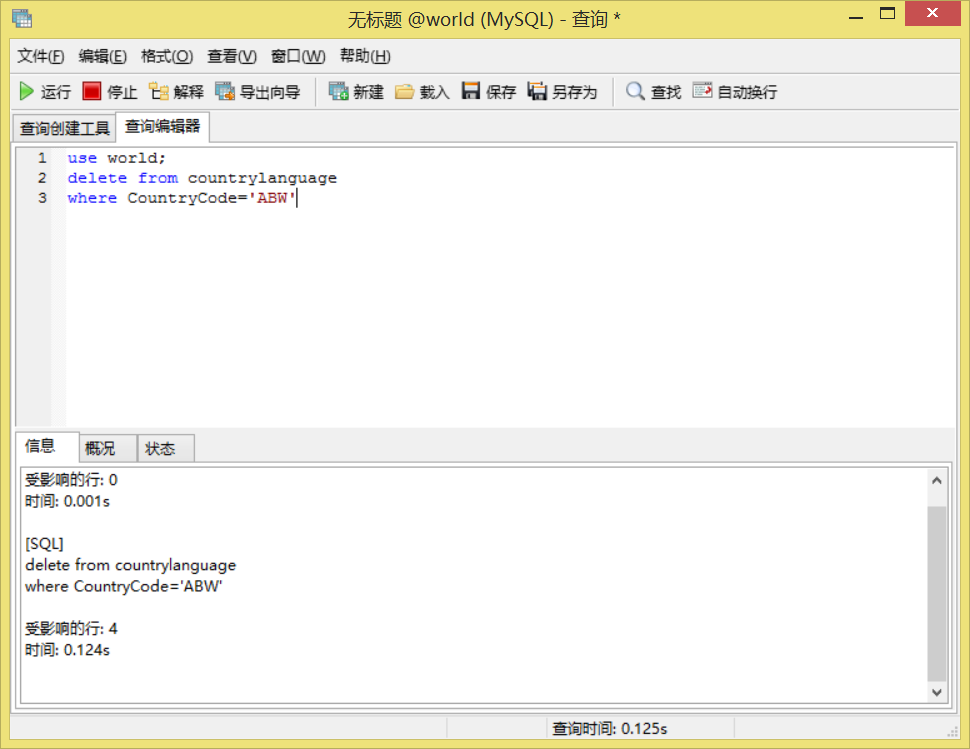 无标题 @world (MySQL) - 查询 *
文件(F) 编辑(E) 格式(O) 查看(V) 窗口(W) 帮助(H)
运行 停止 解释 导出向导 新建 载入 保存 另存为 查找 自动换行
查询创建工具 查询编辑器
1 use world;
2 delete from countrylanguage
3 where CountryCode='ABW'
信息 概况 状态
受影响的行: 0
时间: 0.001s
[SQL]
delete from countrylanguage
where CountryCode='ABW'
受影响的行: 4
时间: 0.124s
查询时间: 0.125s